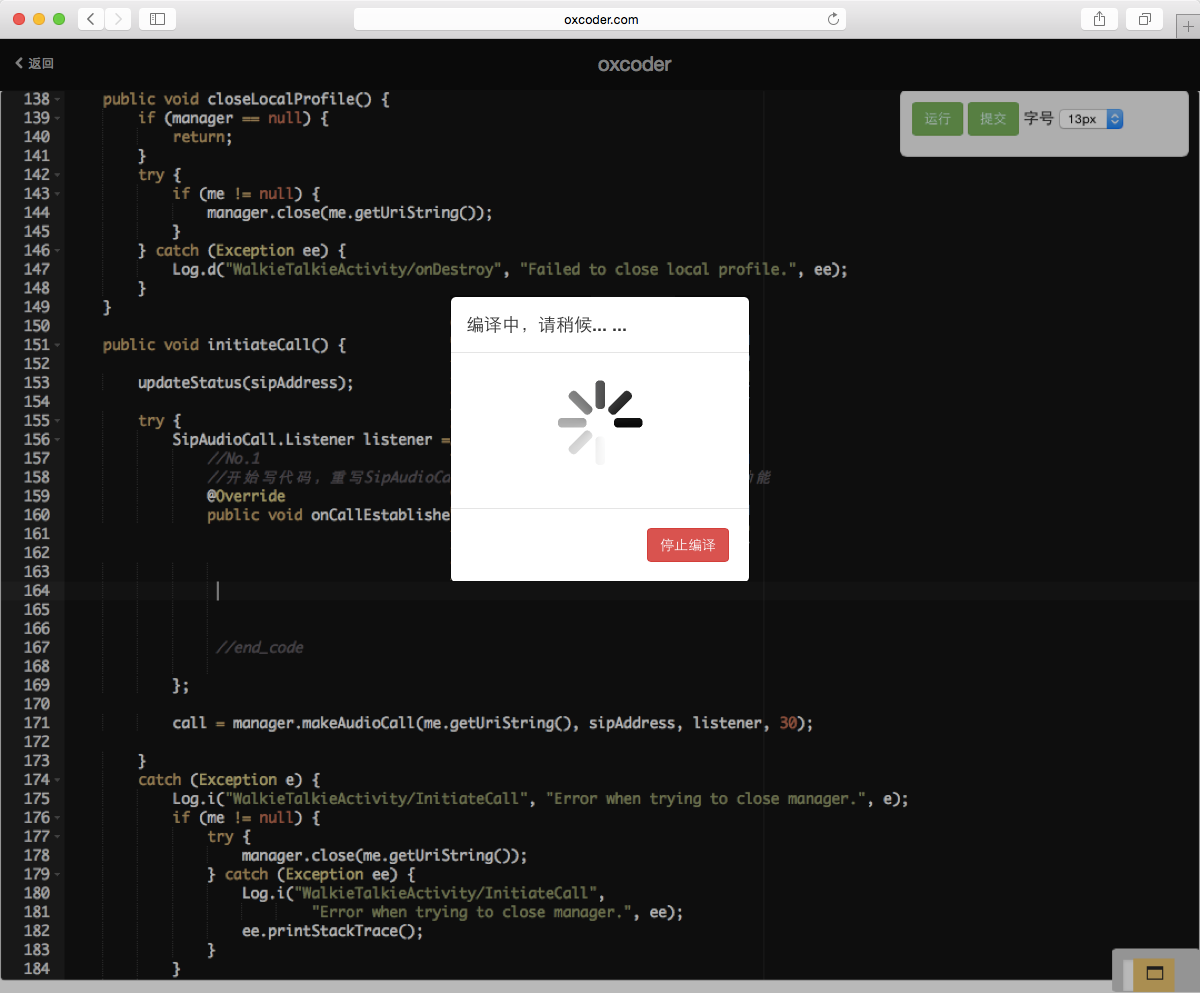 oxcoder.com
返回
oxcoder
运行 提交 字号 13px
138 public void closeLocalProfile() {
139 if (manager == null) {
140 return;
141 }
142 try {
143 if (me != null) {
144 manager.close(me.getUriString());
145 }
146 } catch (Exception ee) {
147 Log.d("WalkieTalkieActivity/onDestroy", "Failed to close local profile.", ee);
148 }
149 }
150
151 public void initiateCall() {
152
153 updateStatus(sipAddress);
154
155 try {
156 SipAudioCall.Listener listener =
157 //No.1
158 //开始写代码，重写SipAudioCa 能
159 @Override
160 public void onCallEstablishe
161
162
163
164
165
166
167 //end_code
168
169 };
170
171 call = manager.makeAudioCall(me.getUriString(), sipAddress, listener, 30);
172
173 }
174 catch (Exception e) {
175 Log.i("WalkieTalkieActivity/InitiateCall", "Error when trying to close manager.", e);
176 if (me != null) {
177 try {
178 manager.close(me.getUriString());
179 } catch (Exception ee) {
180 Log.i("WalkieTalkieActivity/InitiateCall",
181 "Error when trying to close manager.", ee);
182 ee.printStackTrace();
183 }
184 }
编译中，请稍候... ...
停止编译